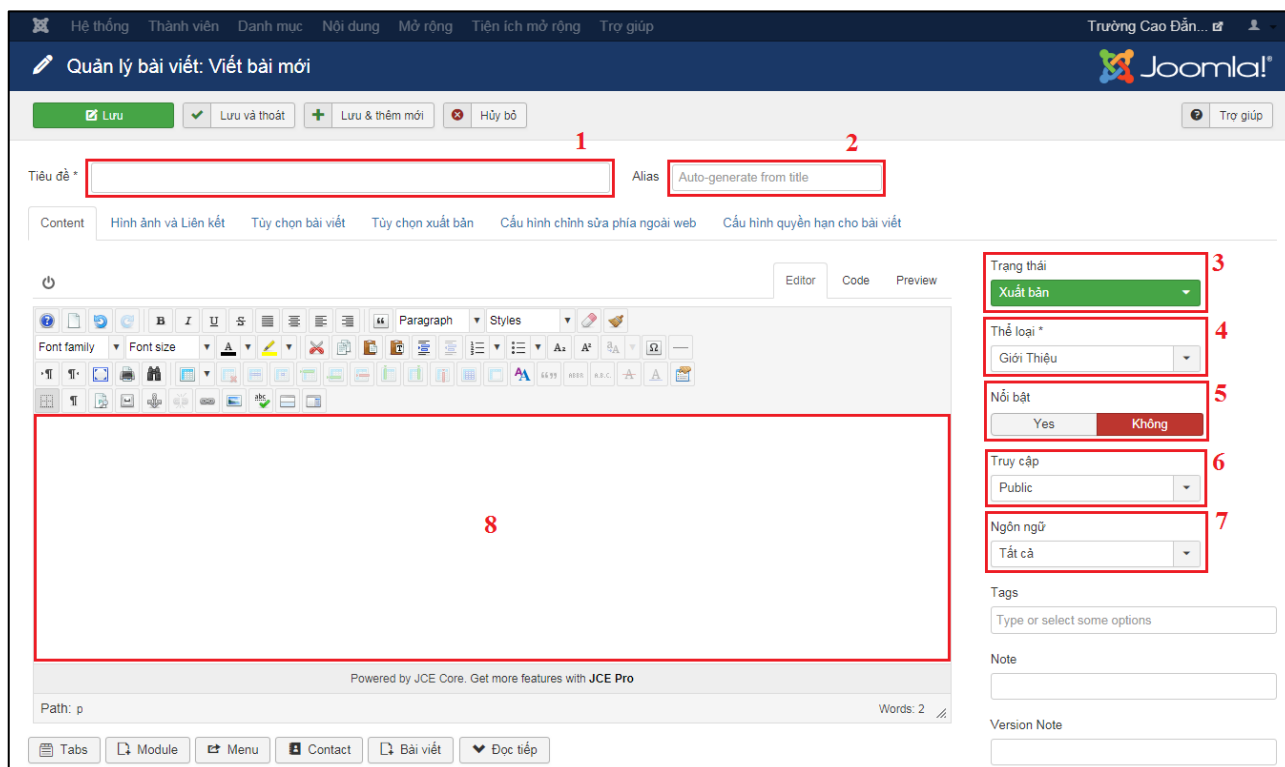 Hệ thống Thành viên Danh mục Nội dung Mở rộng Tiện ích mở rộng Trợ giúp Trường Cao Đẳn...
Quản lý bài viết: Viết bài mới Joomla!®
Lưu Lưu và thoát Lưu & thêm mới Hủy bỏ Trợ giúp
1 2
Tiêu đề * Alias Auto-generate from title
Content Hình ảnh và Liên kết Tùy chọn bài viết Tùy chọn xuất bản Cấu hình chỉnh sửa phía ngoài web Cấu hình quyền hạn cho bài viết
Trạng thái 3
Editor Code Preview
Xuất bản
B I U S Paragraph Styles
Thể loại * 4
Font family Font size A A₂ A² Ω
Giới Thiệu
Nổi bật 5
Yes Không
Truy cập 6
Public
8
Ngôn ngữ 7
Tất cả
Tags
Type or select some options
Note
Powered by JCE Core. Get more features with JCE Pro
Path: p Words: 2
Version Note
Tabs Module Menu Contact Bài viết Đọc tiếp